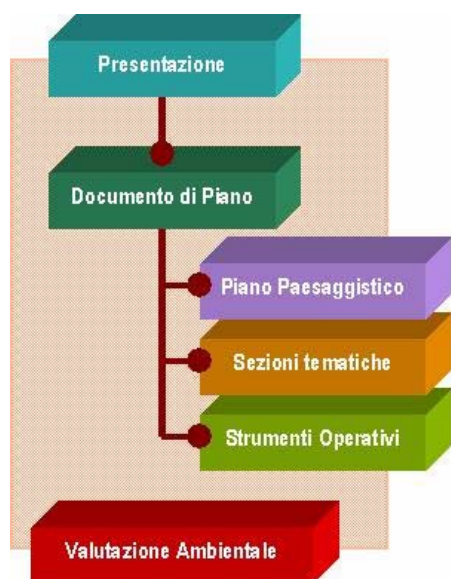 Presentazione
Documento di Piano
Piano Paesaggistico
Sezioni tematiche
Strumenti Operativi
Valutazione Ambientale